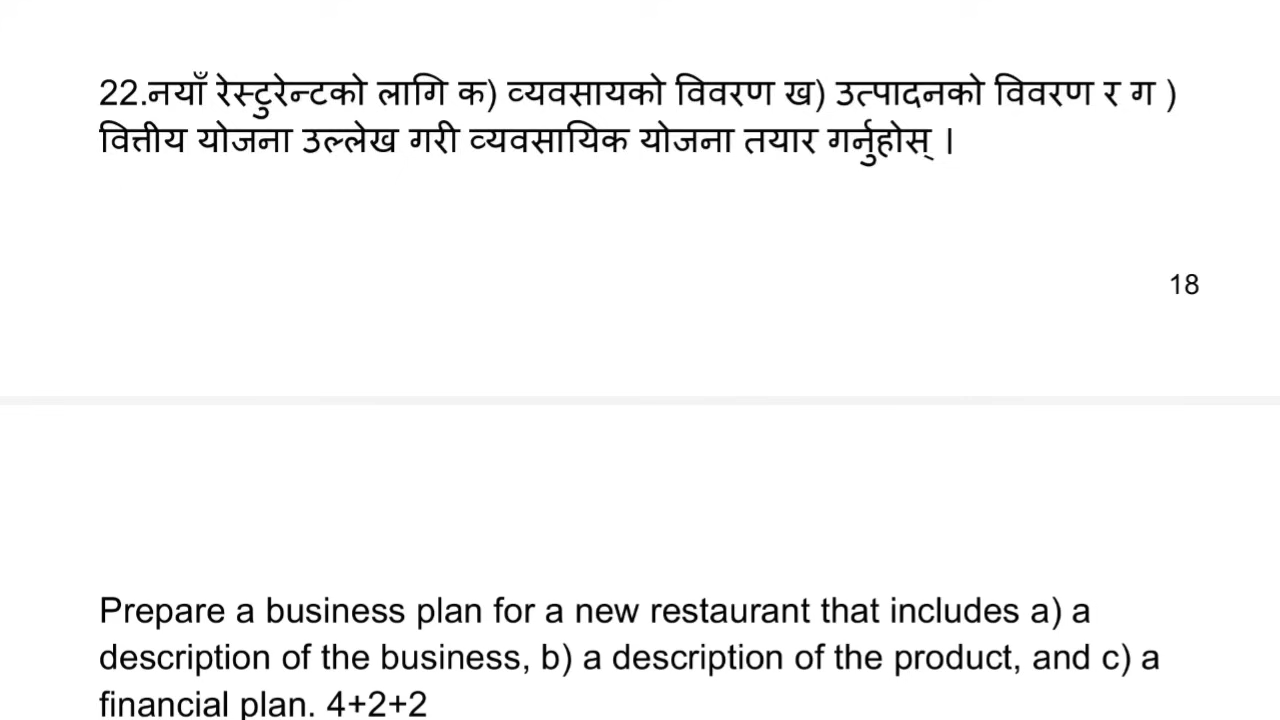 22.नयाँ रेस्टुरेन्टको लागि क) व्यवसायको विवरण ख) उत्पादनको विवरण र ग )
वित्तीय योजना उल्लेख गरी व्यवसायिक योजना तयार गर्नुहोस् ।
18
Prepare a business plan for a new restaurant that includes a) a
description of the business, b) a description of the product, and c) a
financial plan. 4+2+2